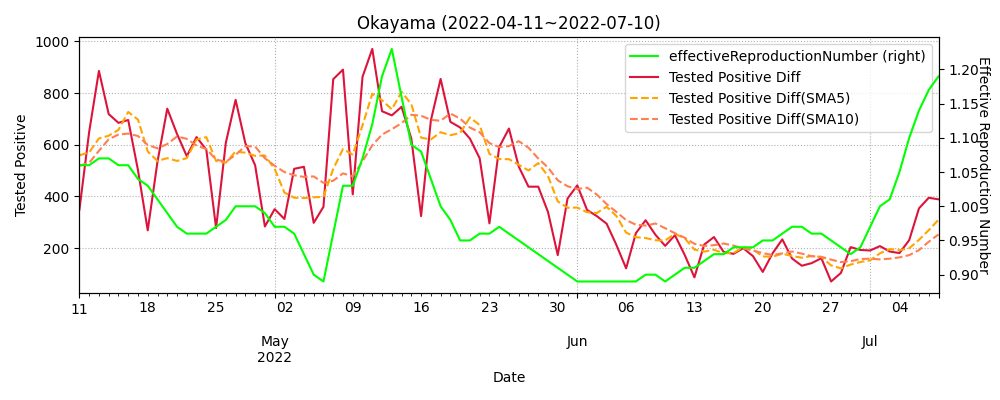 Okayama (2022-04-11~2022-07-10)
effectiveReproductionNumber (right)
Tested Positive Diff
Tested Positive Diff(SMA5)
Tested Positive Diff(SMA10)
Tested Positive
1000
800
600
400
200
Effective Reproduction Number
1.20
1.15
1.10
1.05
1.00
0.95
0.90
11 18 25 02 09 16 23 30 06 13 20 27 04
May Jun Jul
2022
Date